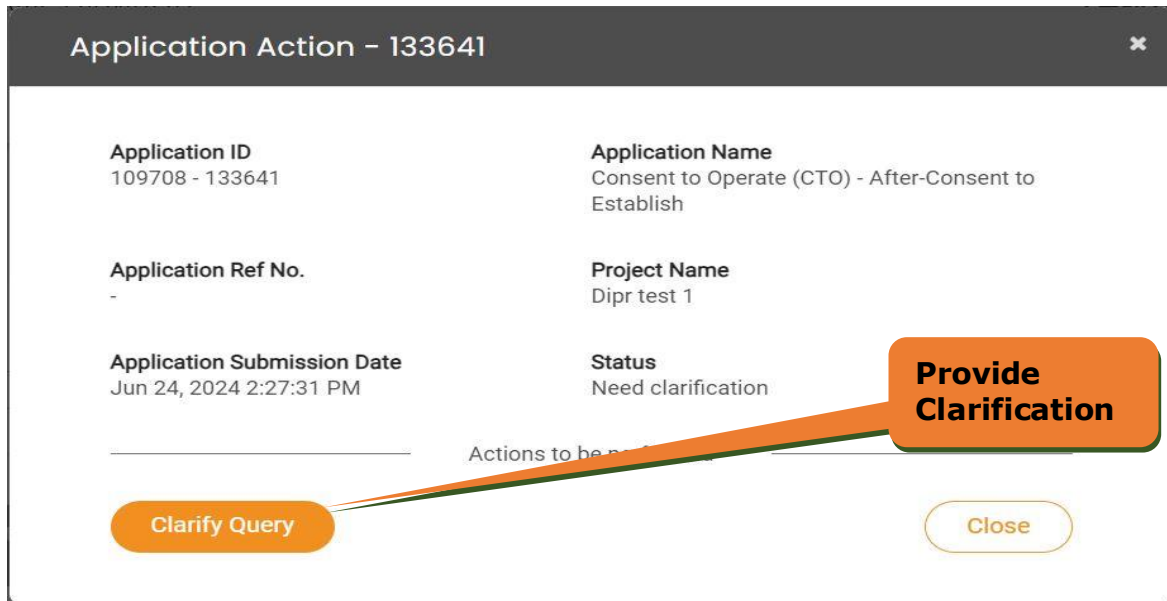 Application Action - 133641
Application ID
109708 - 133641
Application Name
Consent to Operate (CTO) - After-Consent to
Establish
Application Ref No.
-
Project Name
Dipr test 1
Application Submission Date
Jun 24, 2024 2:27:31 PM
Status
Need clarification
Provide
Clarification
Actions to be
Clarify Query
Close